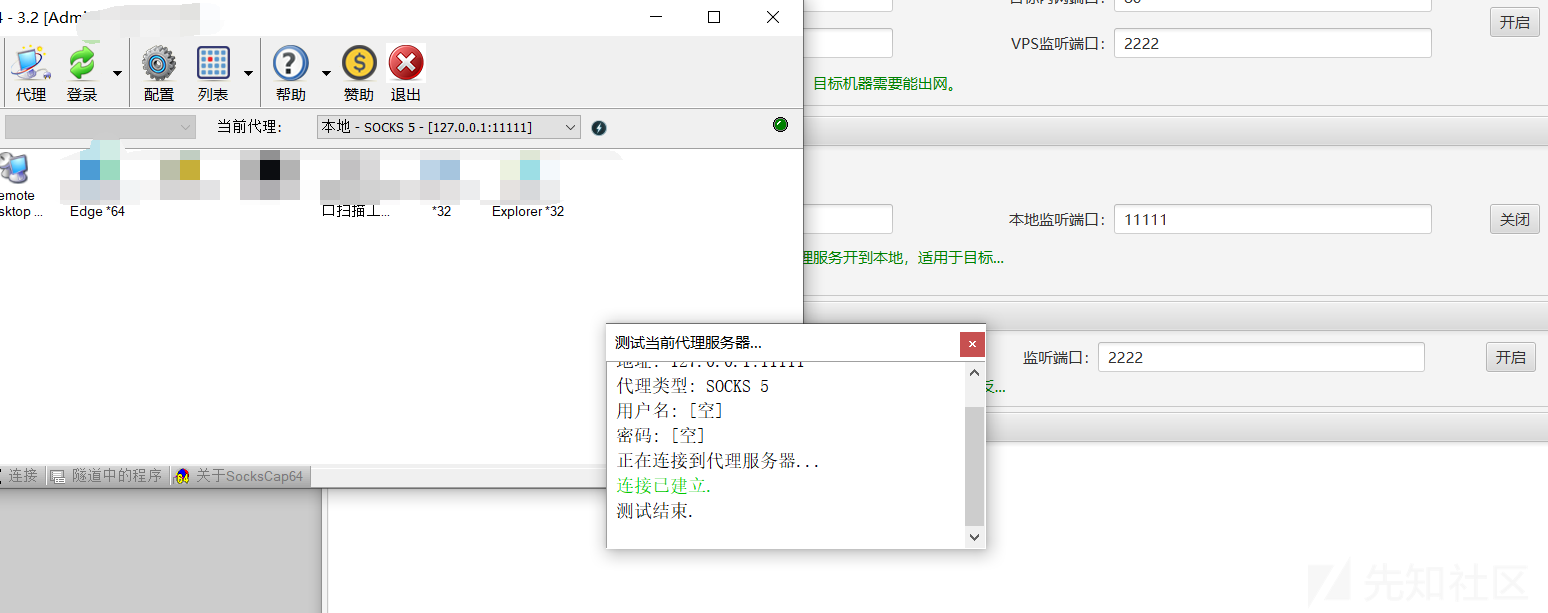 4 - 3.2 [Adm
代理
登录
配置
列表
帮助
赞助
退出
当前代理:
本地 - SOCKS 5 - [127.0.0.1:11111]
emote
sktop ...
Edge *64
口扫描工...
*32
Explorer *32
目标内网端口:
80
开启
VPS监听端口:
2222
目标机器需要能出网。
本地监听端口:
11111
关闭
理服务开到本地，适用于目标...
监听端口:
2222
开启
反...
测试当前代理服务器...
地址: 127.0.0.1:11111
代理类型: SOCKS 5
用户名: [空]
密码: [空]
正在连接到代理服务器...
连接已建立.
测试结束.
连接
隧道中的程序
关于SocksCap64
先知社区